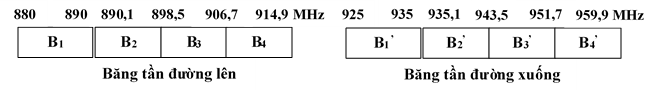 880 890 890,1 898,5 906,7 914,9 MHz 925 935 935,1 943,5 951,7 959,9 MHz
B1 B2 B3 B4 B1’ B2’ B3’ B4’
Băng tần đường lên Băng tần đường xuống